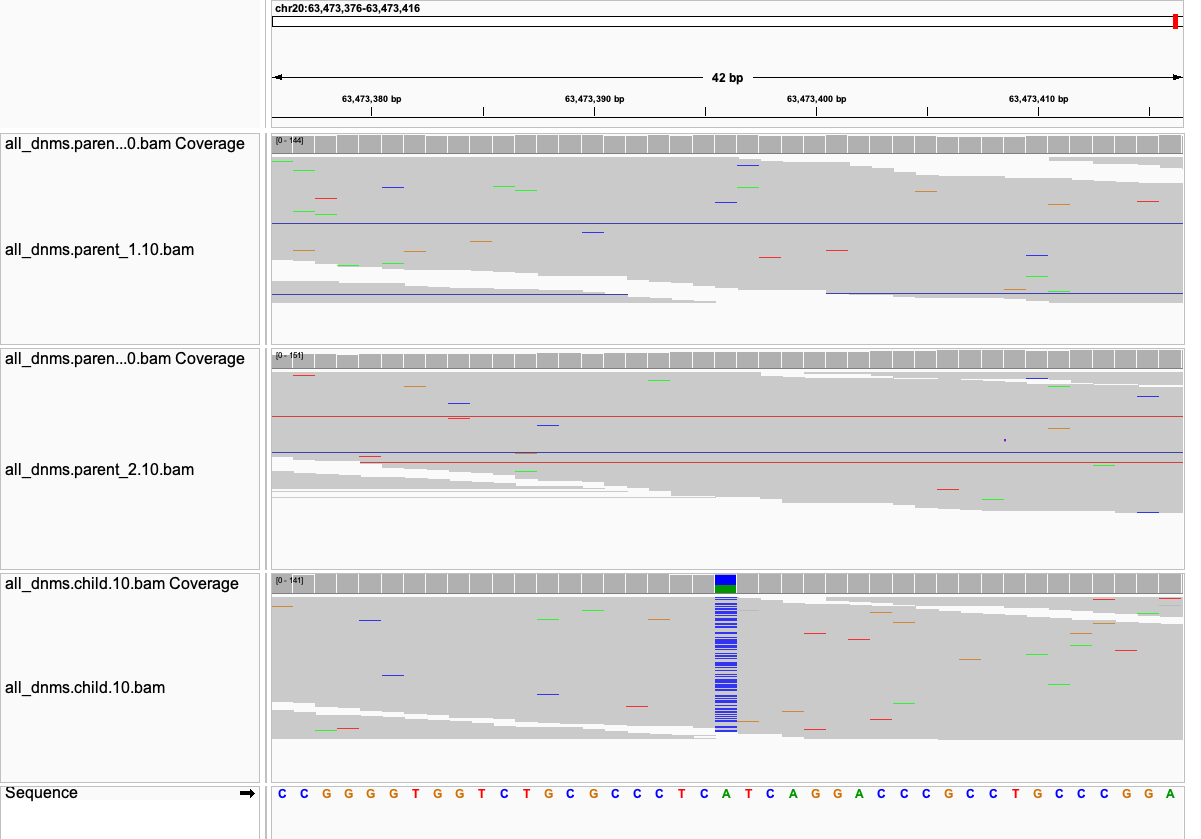 chr20:63,473,376-63,473,416
42 bp
63,473,380 bp
63,473,390 bp
63,473,400 bp
63,473,410 bp
all_dnms.paren...0.bam Coverage
[0 - 144]
all_dnms.parent_1.10.bam
all_dnms.paren...0.bam Coverage
[0 - 151]
all_dnms.parent_2.10.bam
all_dnms.child.10.bam Coverage
[0 - 141]
all_dnms.child.10.bam
Sequence
C C G G G G T G G T C T G C G C C C T C A T C A G G A C C C G C C T G C C C G G A